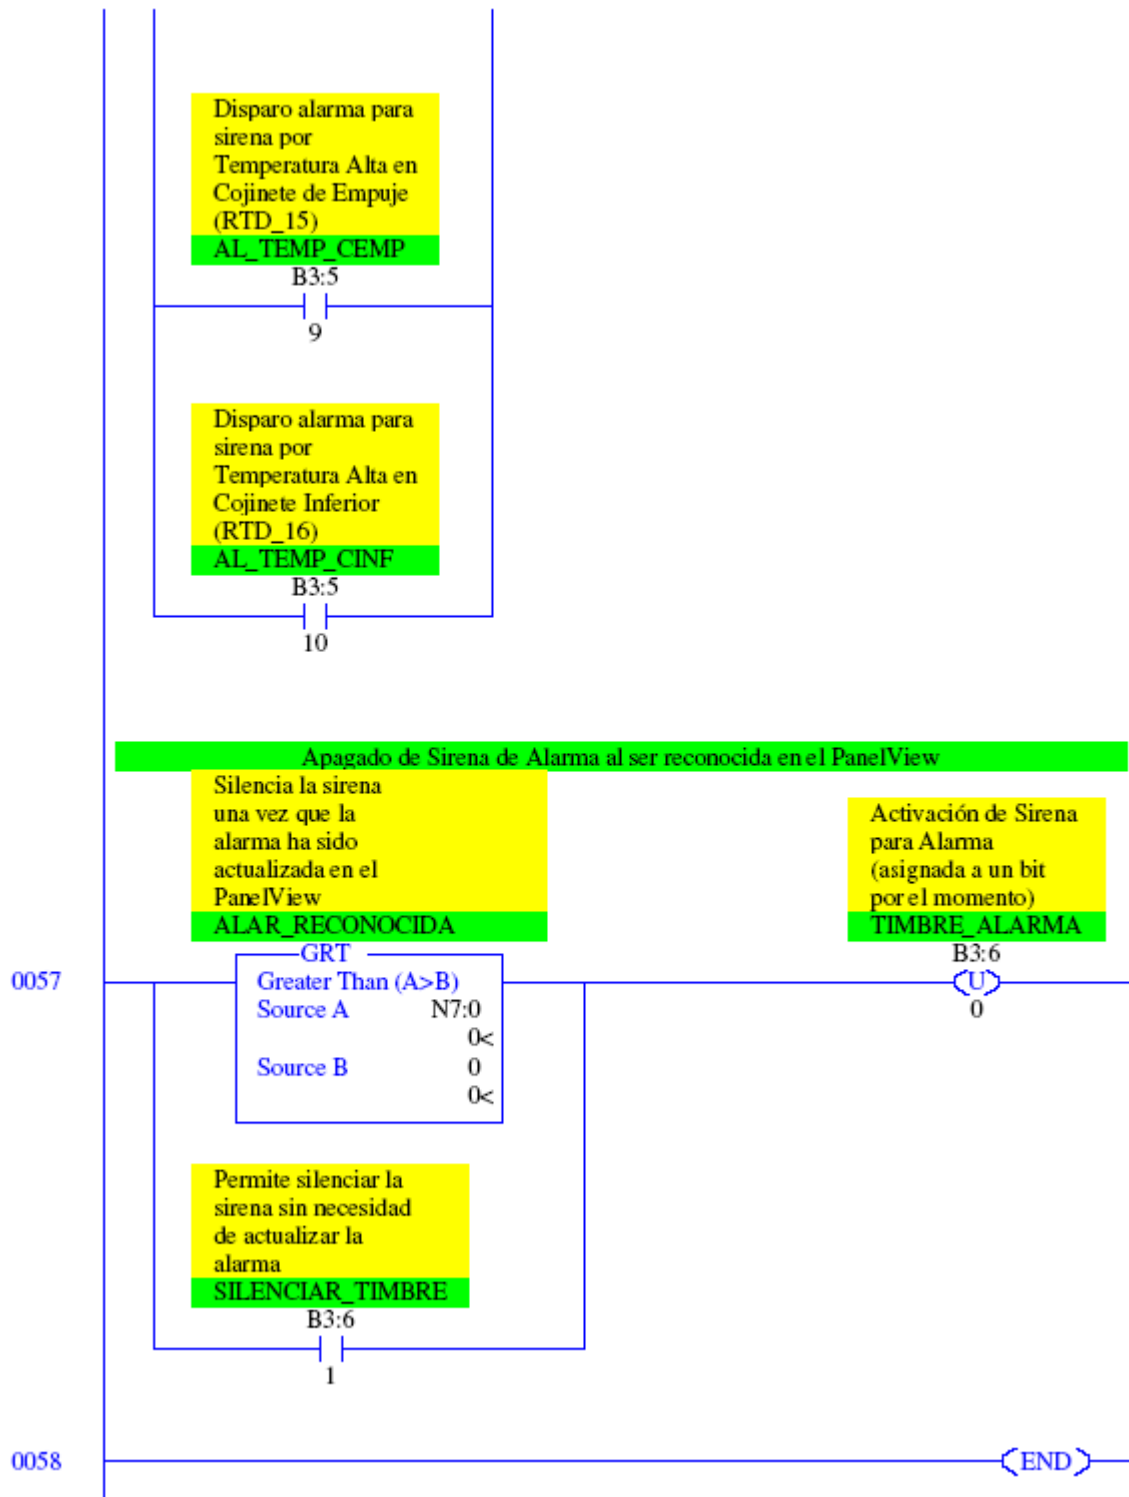 Disparo alarma para
sirena por
Temperatura Alta en
Cojinete de Empuje
(RTD_15)
AL_TEMP_CEMP
B3:5
9
Disparo alarma para
sirena por
Temperatura Alta en
Cojinete Inferior
(RTD_16)
AL_TEMP_CINF
B3:5
10
Apagado de Sirena de Alarma al ser reconocida en el PanelView
Silencia la sirena
una vez que la
alarma ha sido
actualizada en el
PanelView
ALAR_RECONOCIDA
Activación de Sirena
para Alarma
(asignada a un bit
por el momento)
TIMBRE_ALARMA
B3:6
0057
GRT
Greater Than (A>B)
Source A N7:0
0<
Source B 0
0<
U
0
Permite silenciar la
sirena sin necesidad
de actualizar la
alarma
SILENCIAR_TIMBRE
B3:6
1
0058
END